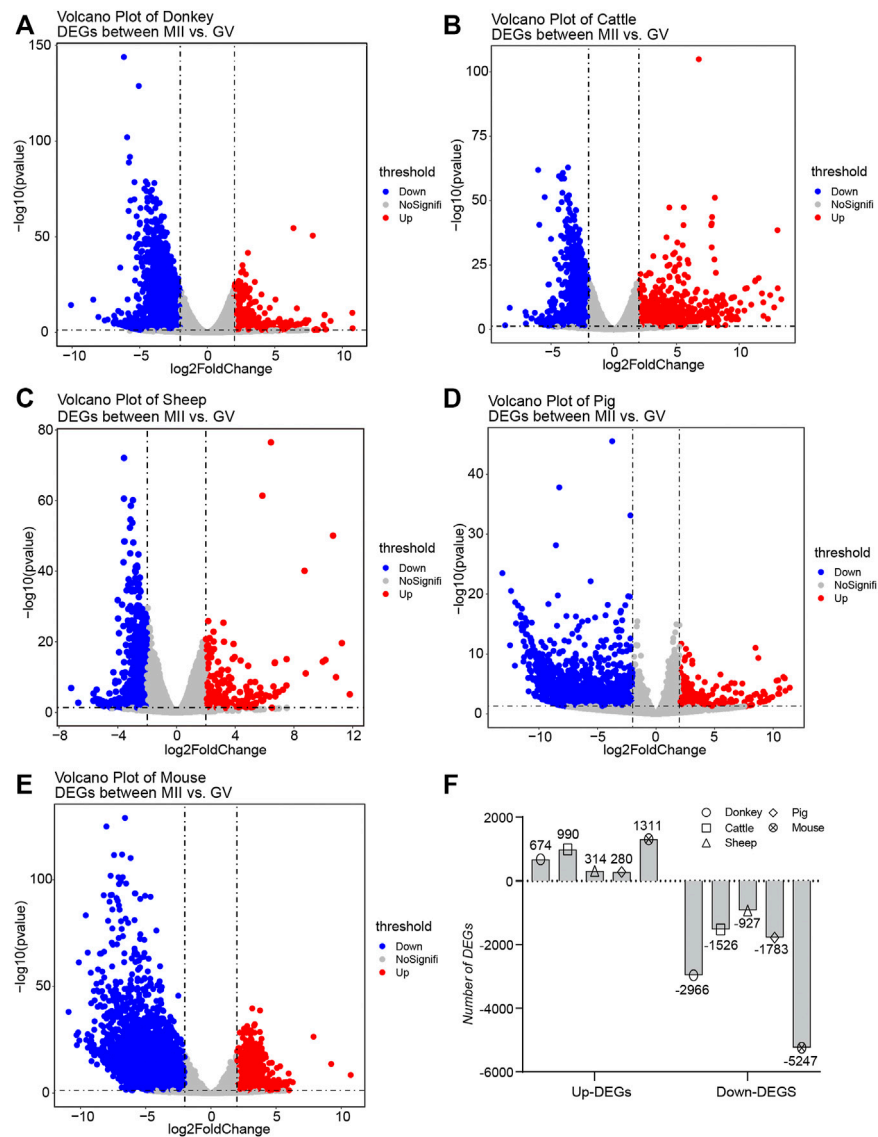 A
Volcano Plot of Donkey
DEGs between MII vs. GV
150
100
50
0
−log10(pvalue)
−10
−5
0
5
10
log2FoldChange
threshold
Down
NoSignifi
Up
B
Volcano Plot of Cattle
DEGs between MII vs. GV
100
75
50
25
0
−log10(pvalue)
−5
0
5
10
log2FoldChange
threshold
Down
NoSignifi
Up
C
Volcano Plot of Sheep
DEGs between MII vs. GV
80
60
40
20
0
−log10(pvalue)
−8
−4
0
4
8
12
log2FoldChange
threshold
Down
NoSignifi
Up
D
Volcano Plot of Pig
DEGs between MII vs. GV
40
30
20
10
0
−log10(pvalue)
−10
−5
0
5
10
log2FoldChange
threshold
Down
NoSignifi
Up
E
Volcano Plot of Mouse
DEGs between MII vs. GV
100
50
0
−log10(pvalue)
−10
−5
0
5
10
log2FoldChange
threshold
Down
NoSignifi
Up
F
Donkey
Cattle
Sheep
Pig
Mouse
2000
0
-2000
-4000
-6000
Number of DEGs
674
990
314
280
1311
-2966
-1526
-927
-1783
-5247
Up-DEGs
Down-DEGS